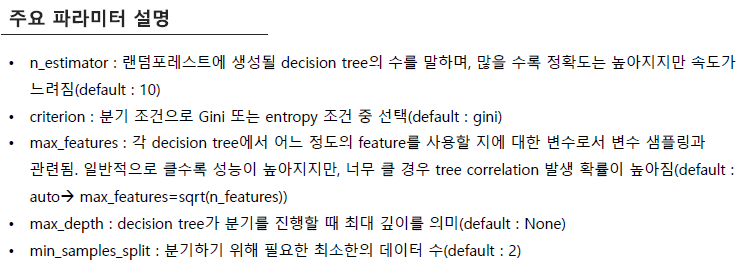 주요 파라미터 설명
• n_estimator : 랜덤포레스트에 생성될 decision tree의 수를 말하며, 많을 수록 정확도는 높아지지만 속도가
느려짐(default : 10)
• criterion : 분기 조건으로 Gini 또는 entropy 조건 중 선택(default : gini)
• max_features : 각 decision tree에서 어느 정도의 feature를 사용할 지에 대한 변수로서 변수 샘플링과
관련됨. 일반적으로 클수록 성능이 높아지지만, 너무 클 경우 tree correlation 발생 확률이 높아짐(default :
auto→ max_features=sqrt(n_features))
• max_depth : decision tree가 분기를 진행할 때 최대 깊이를 의미(default : None)
• min_samples_split : 분기하기 위해 필요한 최소한의 데이터 수(default : 2)